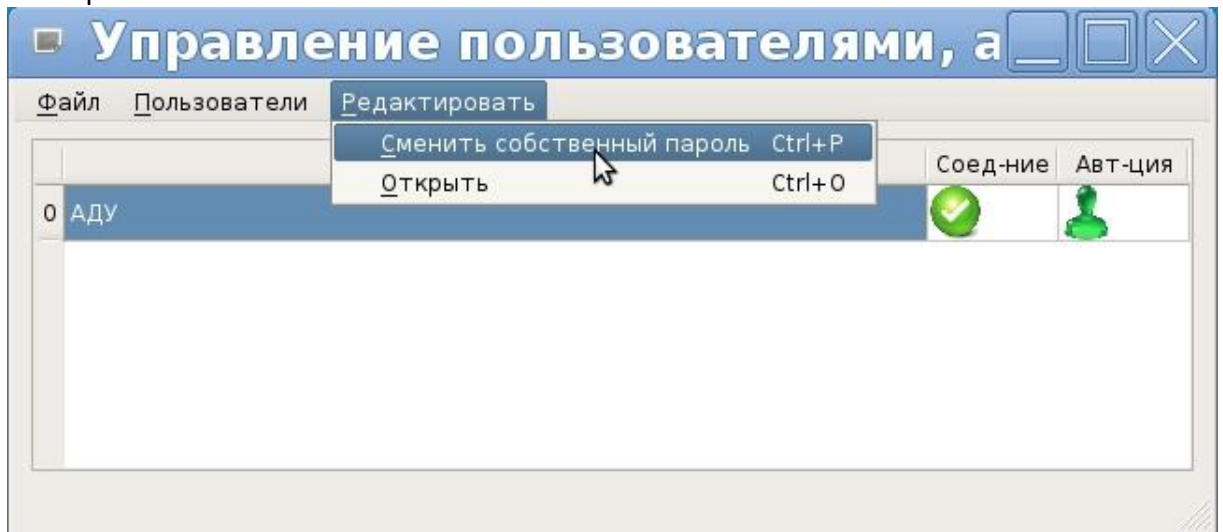 Управление пользователями, а
Файл Пользователи Редактировать
Сменить собственный пароль Ctrl+P
Соед-ние Авт-ция
Открыть Ctrl+O
0 АДУ